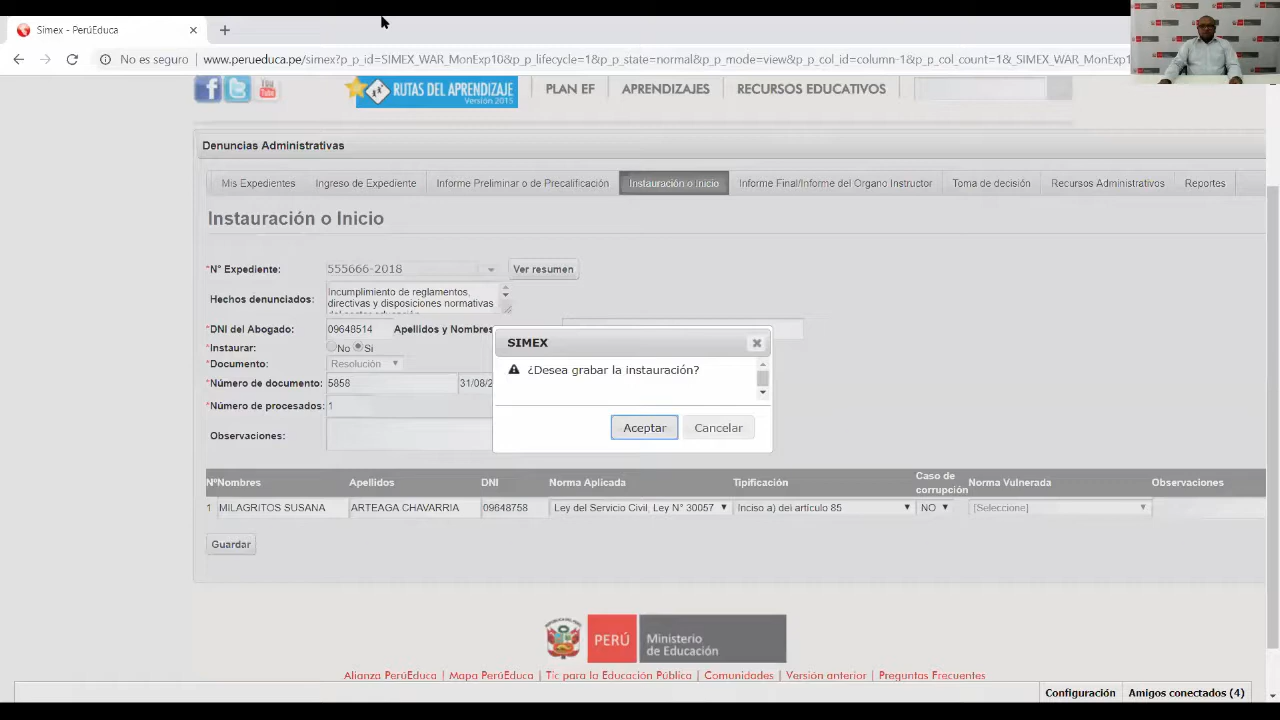 Simex - PerúEduca
No es seguro | www.perueduca.pe/simex?p_p_id=SIMEX_WAR_MonExp10&p_p_lifecycle=1&p_p_state=normal&p_p_mode=view&p_p_col_id=column-1&p_p_col_count=1&_SIMEX_WAR_MonExp1
RUTAS DEL APRENDIZAJE
Versión 2015
PLAN EF
APRENDIZAJES
RECURSOS EDUCATIVOS
Denuncias Administrativas
Mis Expedientes
Ingreso de Expediente
Informe Preliminar o de Precalificación
Instauración o Inicio
Informe Final/Informe del Organo Instructor
Toma de decisión
Recursos Administrativos
Reportes
Instauración o Inicio
*N° Expediente: 555666-2018 Ver resumen
Hechos denunciados: Incumplimiento de reglamentos,
directivas y disposiciones normativas
*DNI del Abogado: 09648514 Apellidos y Nombres
*Instaurar: No Si
*Documento: Resolución
*Número de documento: 5858 31/08/2
*Número de procesados: 1
Observaciones:
SIMEX
¿Desea grabar la instauración?
Aceptar Cancelar
N° Nombres Apellidos DNI Norma Aplicada Tipificación Caso de corrupción Norma Vulnerada Observaciones
1 MILAGRITOS SUSANA ARTEAGA CHAVARRIA 09648758 Ley del Servicio Civil, Ley N° 30057 Inciso a) del artículo 85 NO [Seleccione]
Guardar
PERÚ Ministerio
de Educación
Alianza PerúEduca | Mapa PerúEduca | Tic para la Educación Pública | Comunidades | Versión anterior | Preguntas Frecuentes
Configuración Amigos conectados (4)